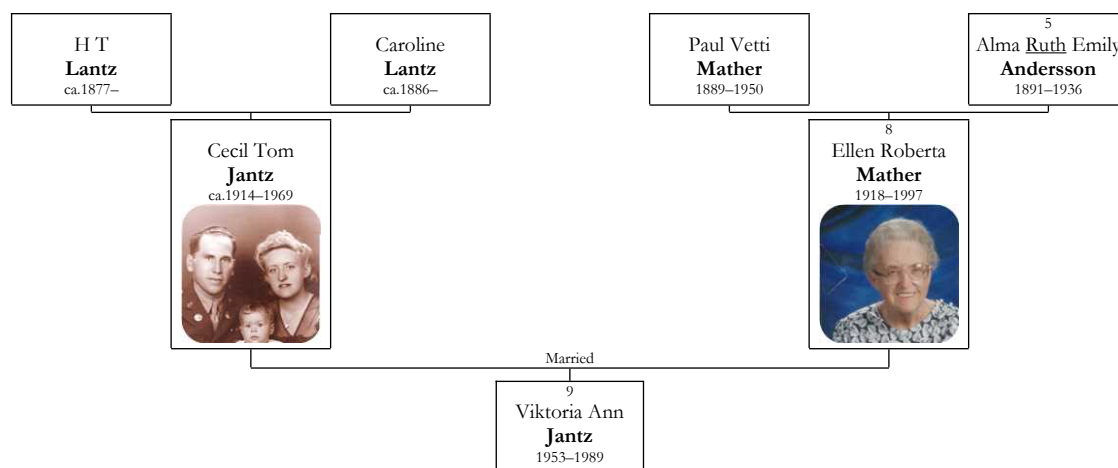 H T
Lantz
ca.1877–
Caroline
Lantz
ca.1886–
Paul Vetti
Mather
1889–1950
5
Alma Ruth Emily
Andersson
1891–1936
Cecil Tom
Jantz
ca.1914–1969
8
Ellen Roberta
Mather
1918–1997
Married
9
Viktoria Ann
Jantz
1953–1989